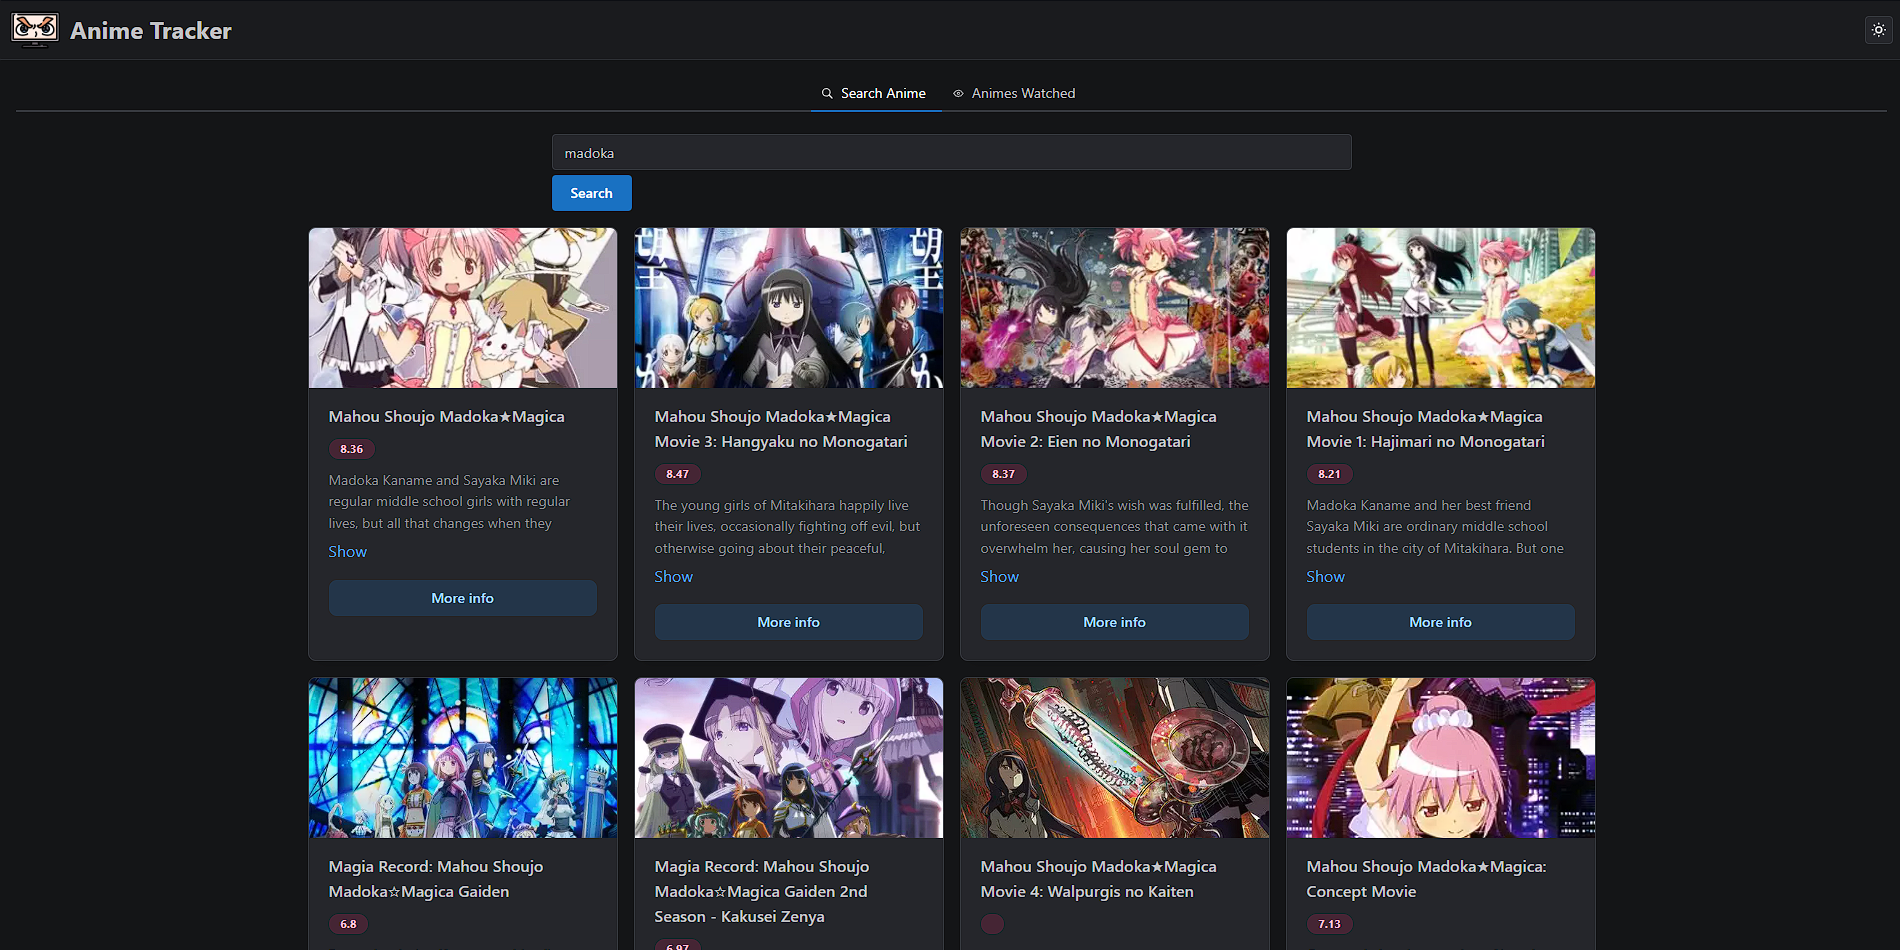 Anime Tracker
Search Anime
Animes Watched
madoka
Search
Mahou Shoujo Madoka★Magica
8.36
Madoka Kaname and Sayaka Miki are
regular middle school girls with regular
lives, but all that changes when they
Show
More info
Mahou Shoujo Madoka★Magica
Movie 3: Hangyaku no Monogatari
8.47
The young girls of Mitakihara happily live
their lives, occasionally fighting off evil, but
otherwise going about their peaceful,
Show
More info
Mahou Shoujo Madoka★Magica
Movie 2: Eien no Monogatari
8.37
Though Sayaka Miki's wish was fulfilled, the
unforeseen consequences that came with it
overwhelm her, causing her soul gem to
Show
More info
Mahou Shoujo Madoka★Magica
Movie 1: Hajimari no Monogatari
8.21
Madoka Kaname and her best friend
Sayaka Miki are ordinary middle school
students in the city of Mitakihara. But one
Show
More info
Magia Record: Mahou Shoujo
Madoka☆Magica Gaiden
6.8
Magia Record: Mahou Shoujo
Madoka☆Magica Gaiden 2nd
Season - Kakusei Zenya
6.97
Mahou Shoujo Madoka★Magica
Movie 4: Walpurgis no Kaiten
Mahou Shoujo Madoka★Magica:
Concept Movie
7.13